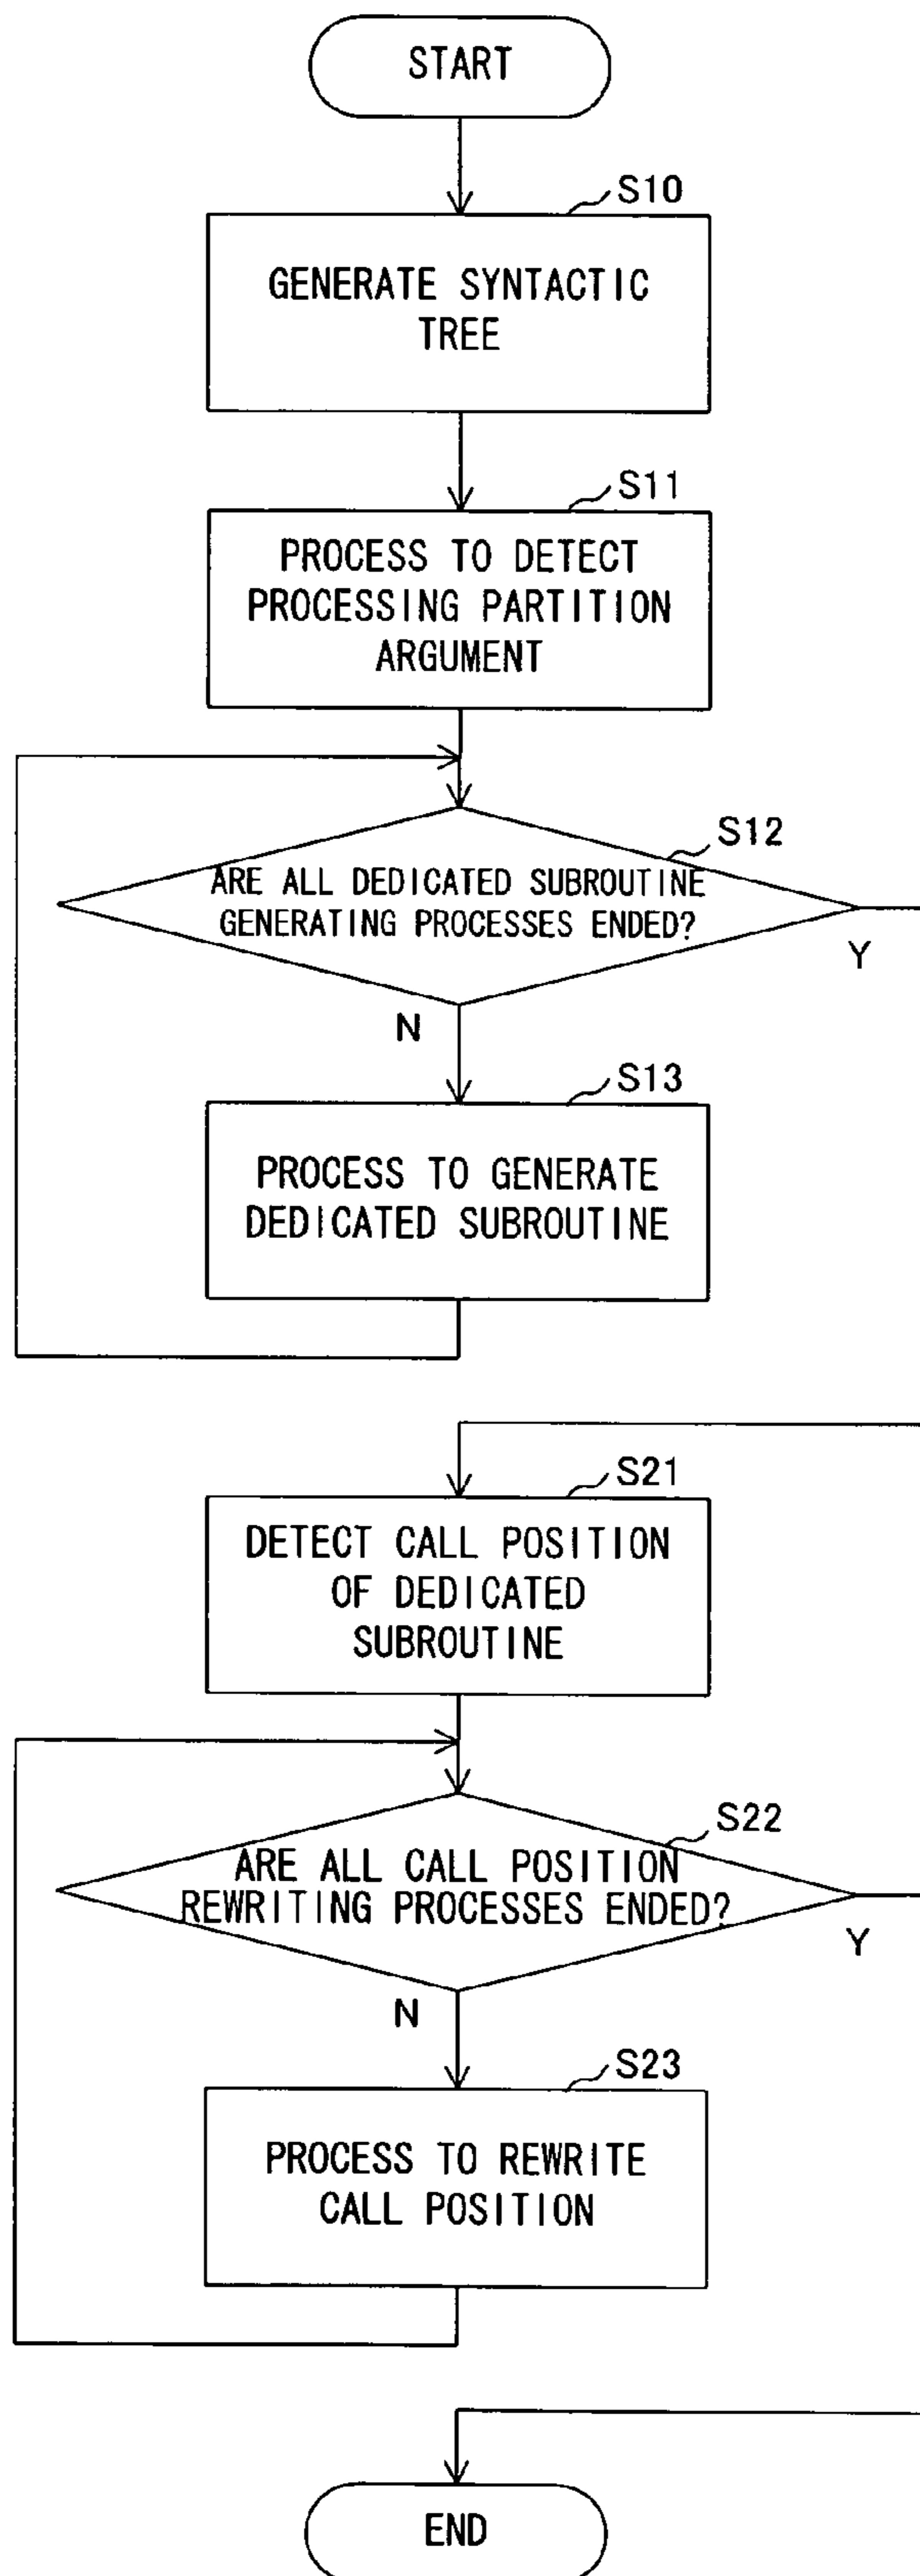 START
S10
GENERATE SYNTACTIC
TREE
S11
PROCESS TO DETECT
PROCESSING PARTITION
ARGUMENT
S12
ARE ALL DEDICATED SUBROUTINE
GENERATING PROCESSES ENDED?
Y
N
S13
PROCESS TO GENERATE
DEDICATED SUBROUTINE
S21
DETECT CALL POSITION
OF DEDICATED
SUBROUTINE
S22
ARE ALL CALL POSITION
REWRITING PROCESSES ENDED?
Y
N
S23
PROCESS TO REWRITE
CALL POSITION
END